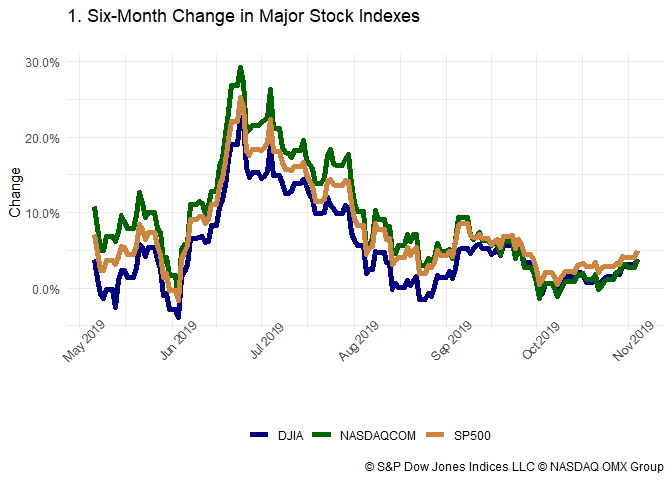 1. Six-Month Change in Major Stock Indexes
30.0%
20.0%
10.0%
0.0%
Change
May 2019
Jun 2019
Jul 2019
Aug 2019
Sep 2019
Oct 2019
Nov 2019
DJIA NASDAQCOM SP500
© S&P Dow Jones Indices LLC © NASDAQ OMX Group